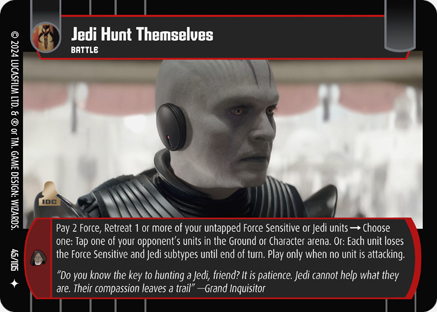 Jedi Hunt Themselves
BATTLE
© 2024 LUCASFILM LTD. & ® or TM. GAME DESIGN: WIZARDS.
IDC
45/105
Pay 2 Force, Retreat 1 or more of your untapped Force Sensitive or Jedi units → Choose
one: Tap one of your opponent's units in the Ground or Character arena. Or: Each unit loses
the Force Sensitive and Jedi subtypes until end of turn. Play only when no unit is attacking.
"Do you know the key to hunting a Jedi, friend? It is patience. Jedi cannot help what they
are. Their compassion leaves a trail" —Grand Inquisitor